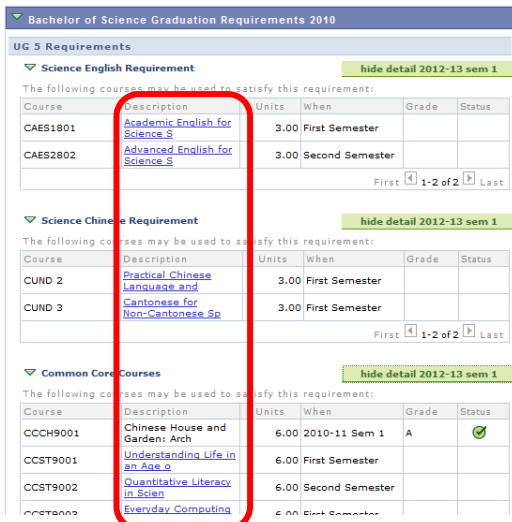 Bachelor of Science Graduation Requirements 2010
UG 5 Requirements
Science English Requirement hide detail 2012-13 sem 1
The following courses may be used to satisfy this requirement:
Course Description Units When Grade Status
CAES1801 Academic English for Science S 3.00 First Semester
CAES2802 Advanced English for Science S 3.00 Second Semester
First 1-2 of 2 Last
Science Chinese Requirement hide detail 2012-13 sem 1
The following courses may be used to satisfy this requirement:
Course Description Units When Grade Status
CUND 2 Practical Chinese Language and 3.00 First Semester
CUND 3 Cantonese for Non-Cantonese Sp 3.00 First Semester
First 1-2 of 2 Last
Common Core Courses hide detail 2012-13 sem 1
The following courses may be used to satisfy this requirement:
Course Description Units When Grade Status
CCCH9001 Chinese House and Garden: Arch 6.00 2010-11 Sem 1 A
CCST9001 Understanding Life in an Age o 6.00 First Semester
CCST9002 Quantitative Literacy in Scien 6.00 Second Semester
CCST9003 Everyday Computing 6.00 First Semester